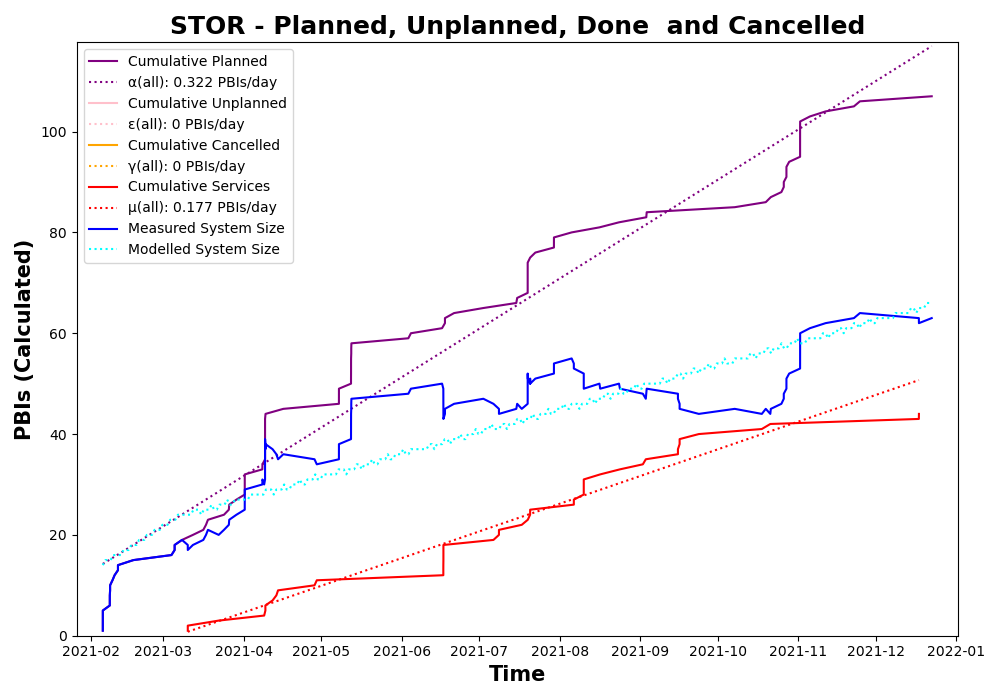 STOR - Planned, Unplanned, Done  and Cancelled
Cumulative Planned
α(all): 0.322 PBIs/day
Cumulative Unplanned
ε(all): 0 PBIs/day
Cumulative Cancelled
γ(all): 0 PBIs/day
Cumulative Services
μ(all): 0.177 PBIs/day
Measured System Size
Modelled System Size
PBIs (Calculated)
100
80
60
40
20
0
2021-02 2021-03 2021-04 2021-05 2021-06 2021-07 2021-08 2021-09 2021-10 2021-11 2021-12 2022-01
Time